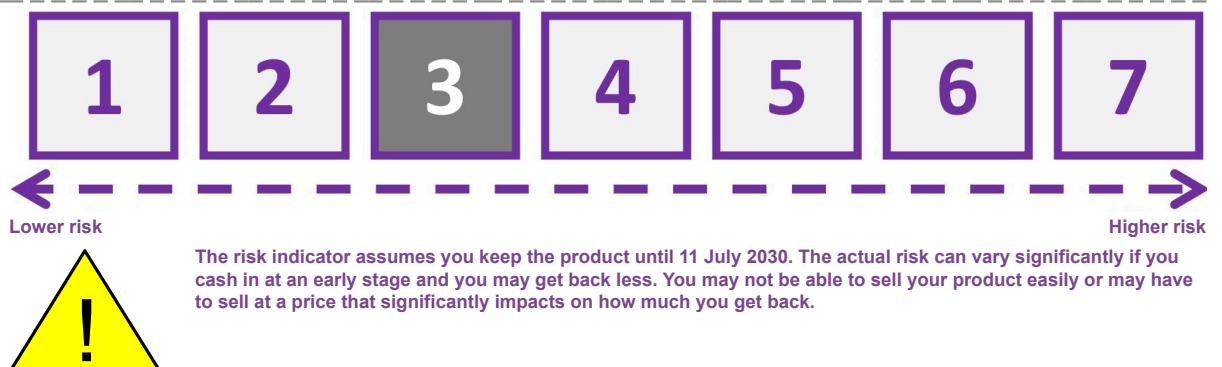 1 2 3 4 5 6 7
Lower risk Higher risk
The risk indicator assumes you keep the product until 11 July 2030. The actual risk can vary significantly if you
cash in at an early stage and you may get back less. You may not be able to sell your product easily or may have
to sell at a price that significantly impacts on how much you get back.
!